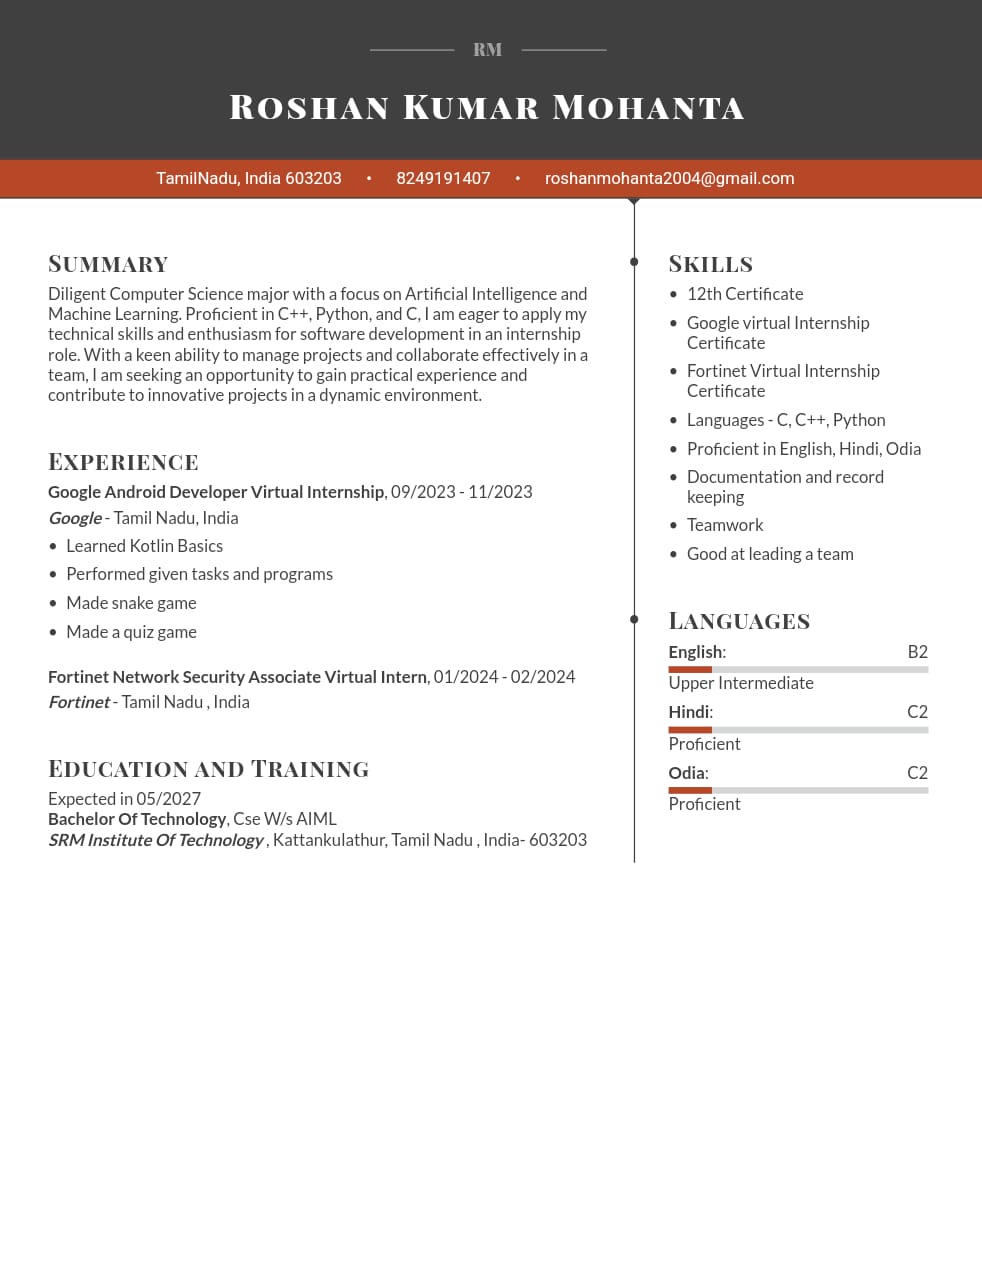 RM
Roshan Kumar Mohanta
TamilNadu, India 603203 • 8249191407 • roshanmohanta2004@gmail.com
Summary
Diligent Computer Science major with a focus on Artificial Intelligence and
Machine Learning. Proficient in C++, Python, and C, I am eager to apply my
technical skills and enthusiasm for software development in an internship
role. With a keen ability to manage projects and collaborate effectively in a
team, I am seeking an opportunity to gain practical experience and
contribute to innovative projects in a dynamic environment.
Experience
Google Android Developer Virtual Internship, 09/2023 - 11/2023
Google - Tamil Nadu, India
• Learned Kotlin Basics
• Performed given tasks and programs
• Made snake game
• Made a quiz game
Fortinet Network Security Associate Virtual Intern, 01/2024 - 02/2024
Fortinet - Tamil Nadu , India
Education and Training
Expected in 05/2027
Bachelor Of Technology, Cse W/s AIML
SRM Institute Of Technology , Kattankulathur, Tamil Nadu , India- 603203
Skills
• 12th Certificate
• Google virtual Internship
Certificate
• Fortinet Virtual Internship
Certificate
• Languages - C, C++, Python
• Proficient in English, Hindi, Odia
• Documentation and record
keeping
• Teamwork
• Good at leading a team
Languages
English: B2
Upper Intermediate
Hindi: C2
Proficient
Odia: C2
Proficient